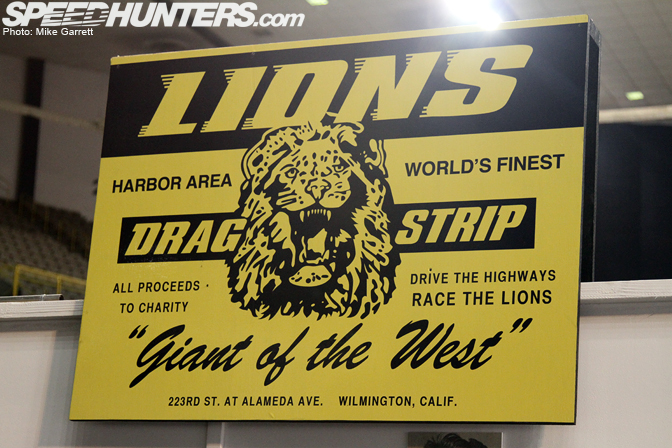 SPEEDHUNTERS.com
Photo: Mike Garrett
LIONS
HARBOR AREA
WORLD'S FINEST
DRAG STRIP
ALL PROCEEDS
TO CHARITY
DRIVE THE HIGHWAYS
RACE THE LIONS
"Giant of the West"
223RD ST. AT ALAMEDA AVE. WILMINGTON, CALIF.